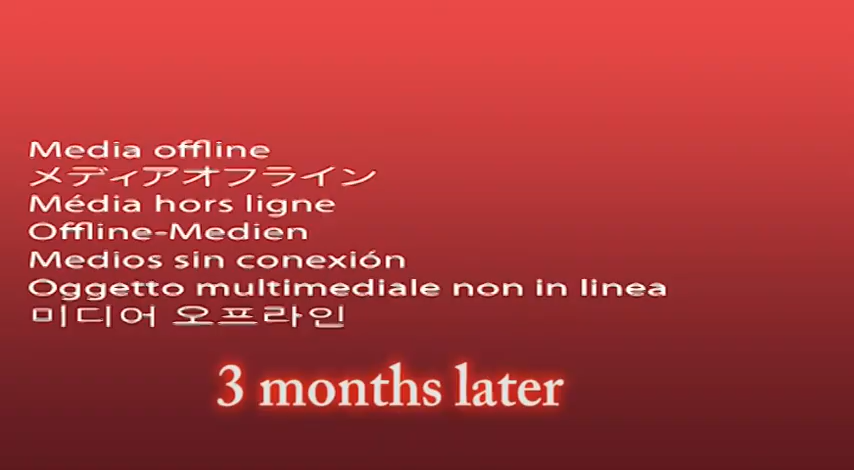 Media offline
メディアオフライン
Média hors ligne
Offline-Medien
Medios sin conexión
Oggetto multimediale non in linea
미디어 오프라인
3 months later